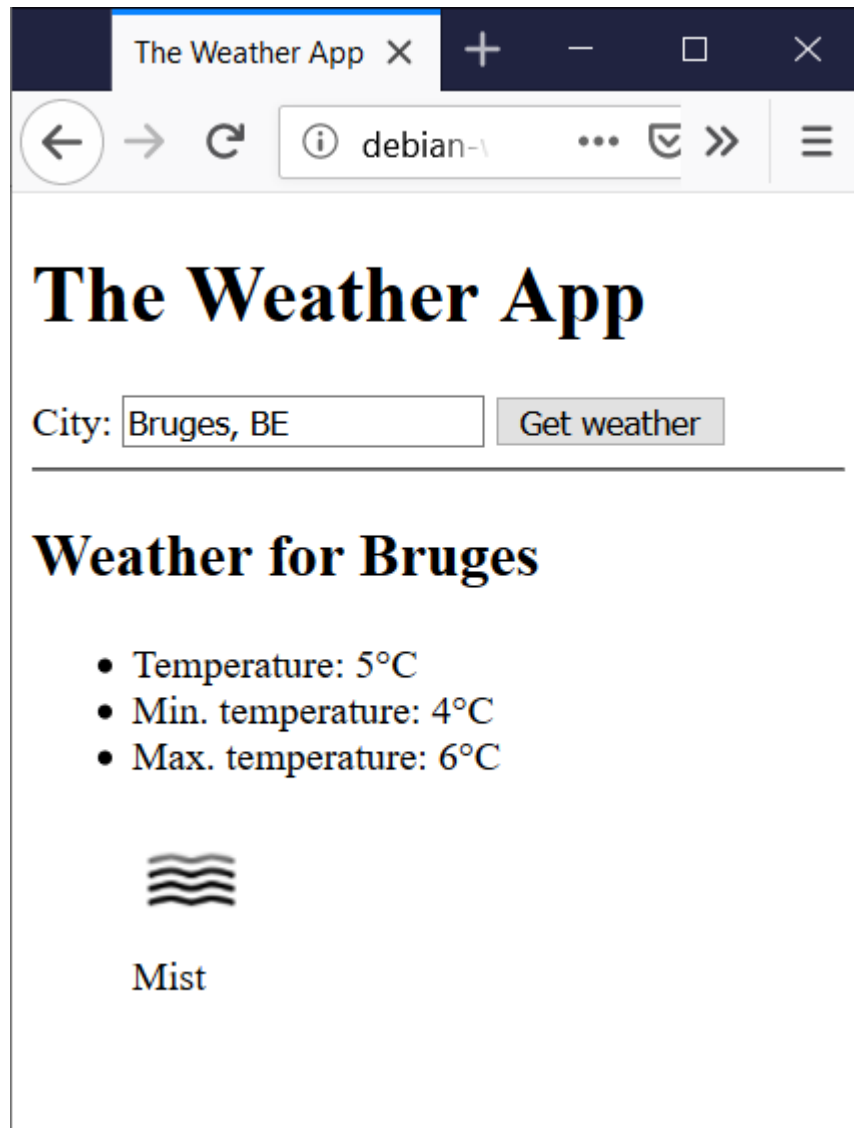 The Weather App
debian-
The Weather App
City: Bruges, BE Get weather
Weather for Bruges
• Temperature: 5°C
• Min. temperature: 4°C
• Max. temperature: 6°C
Mist